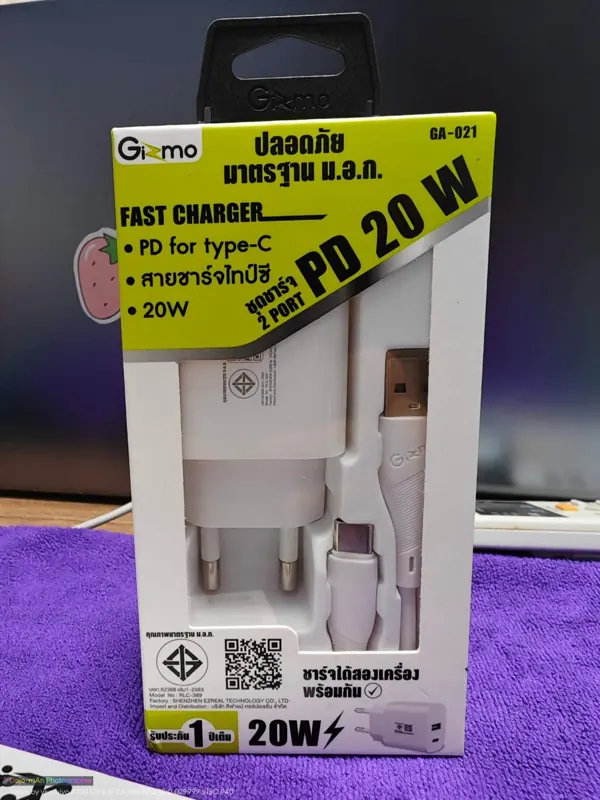 Gizmo
Gizmo
ปลอดภัย
มาตรฐาน ม.อ.ก.
GA-021
FAST CHARGER
• PD for type-C
• สายชาร์จไทป์ซี
• 20W
ชุดชาร์จ
2 PORT
PD 20 W
Gizmo
คุณภาพมาตรฐาน ม.อ.ก.
Model No : RLC-389
Factory : SHENZHEN EZREAL TECHNOLOGY CO., LTD.
ชาร์จได้สองเครื่อง
พร้อมกัน
รับประกัน 1 ปีเต็ม
20W